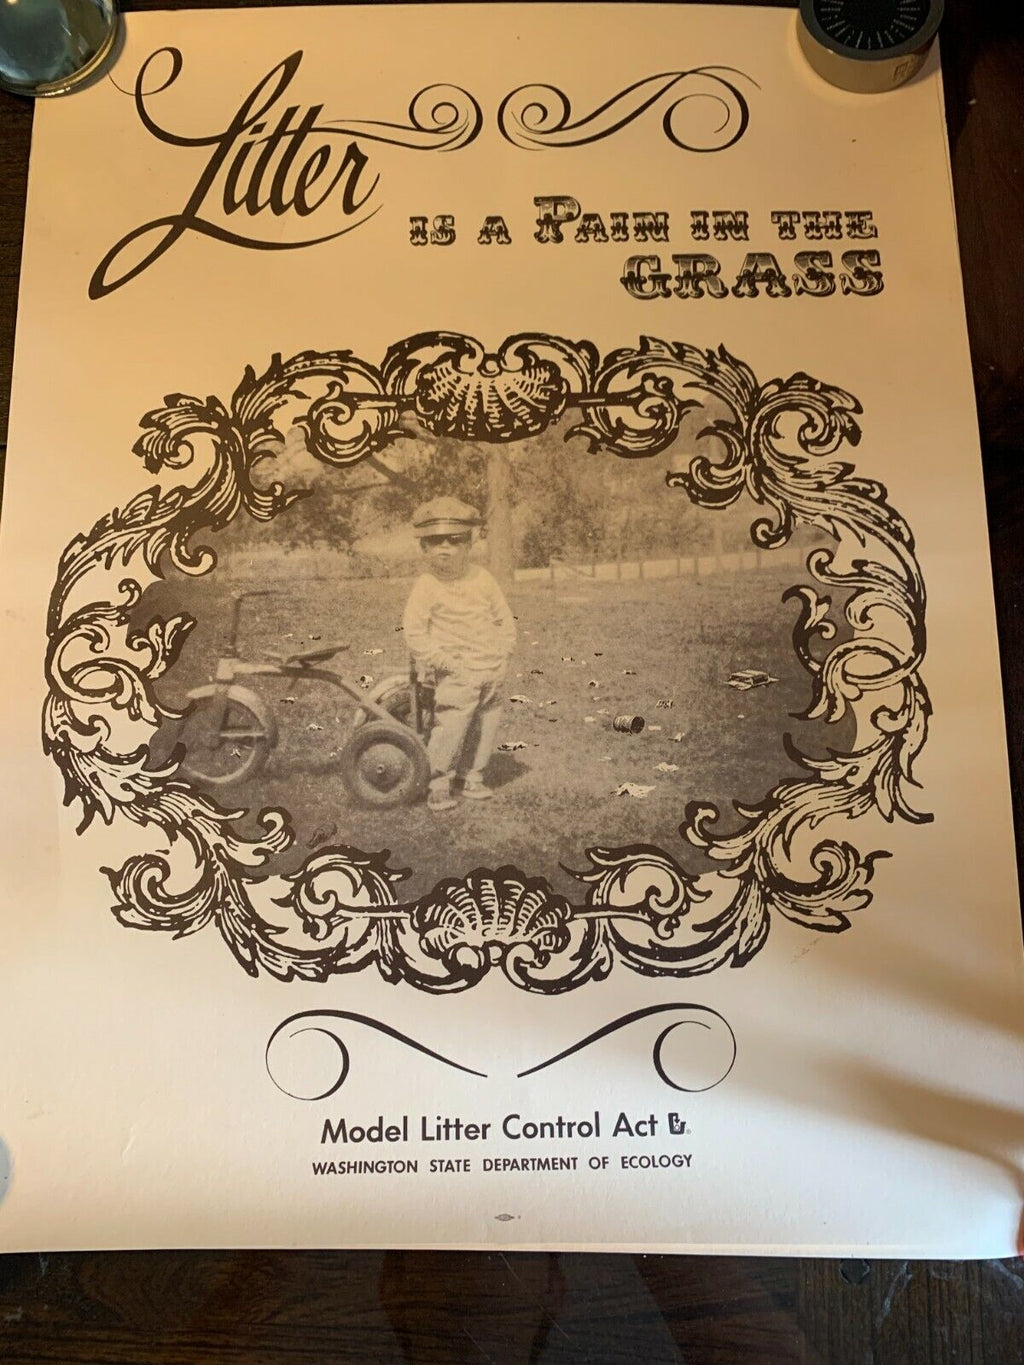 Litter
IS A PAIN IN THE
GRASS
Model Litter Control Act
WASHINGTON STATE DEPARTMENT OF ECOLOGY